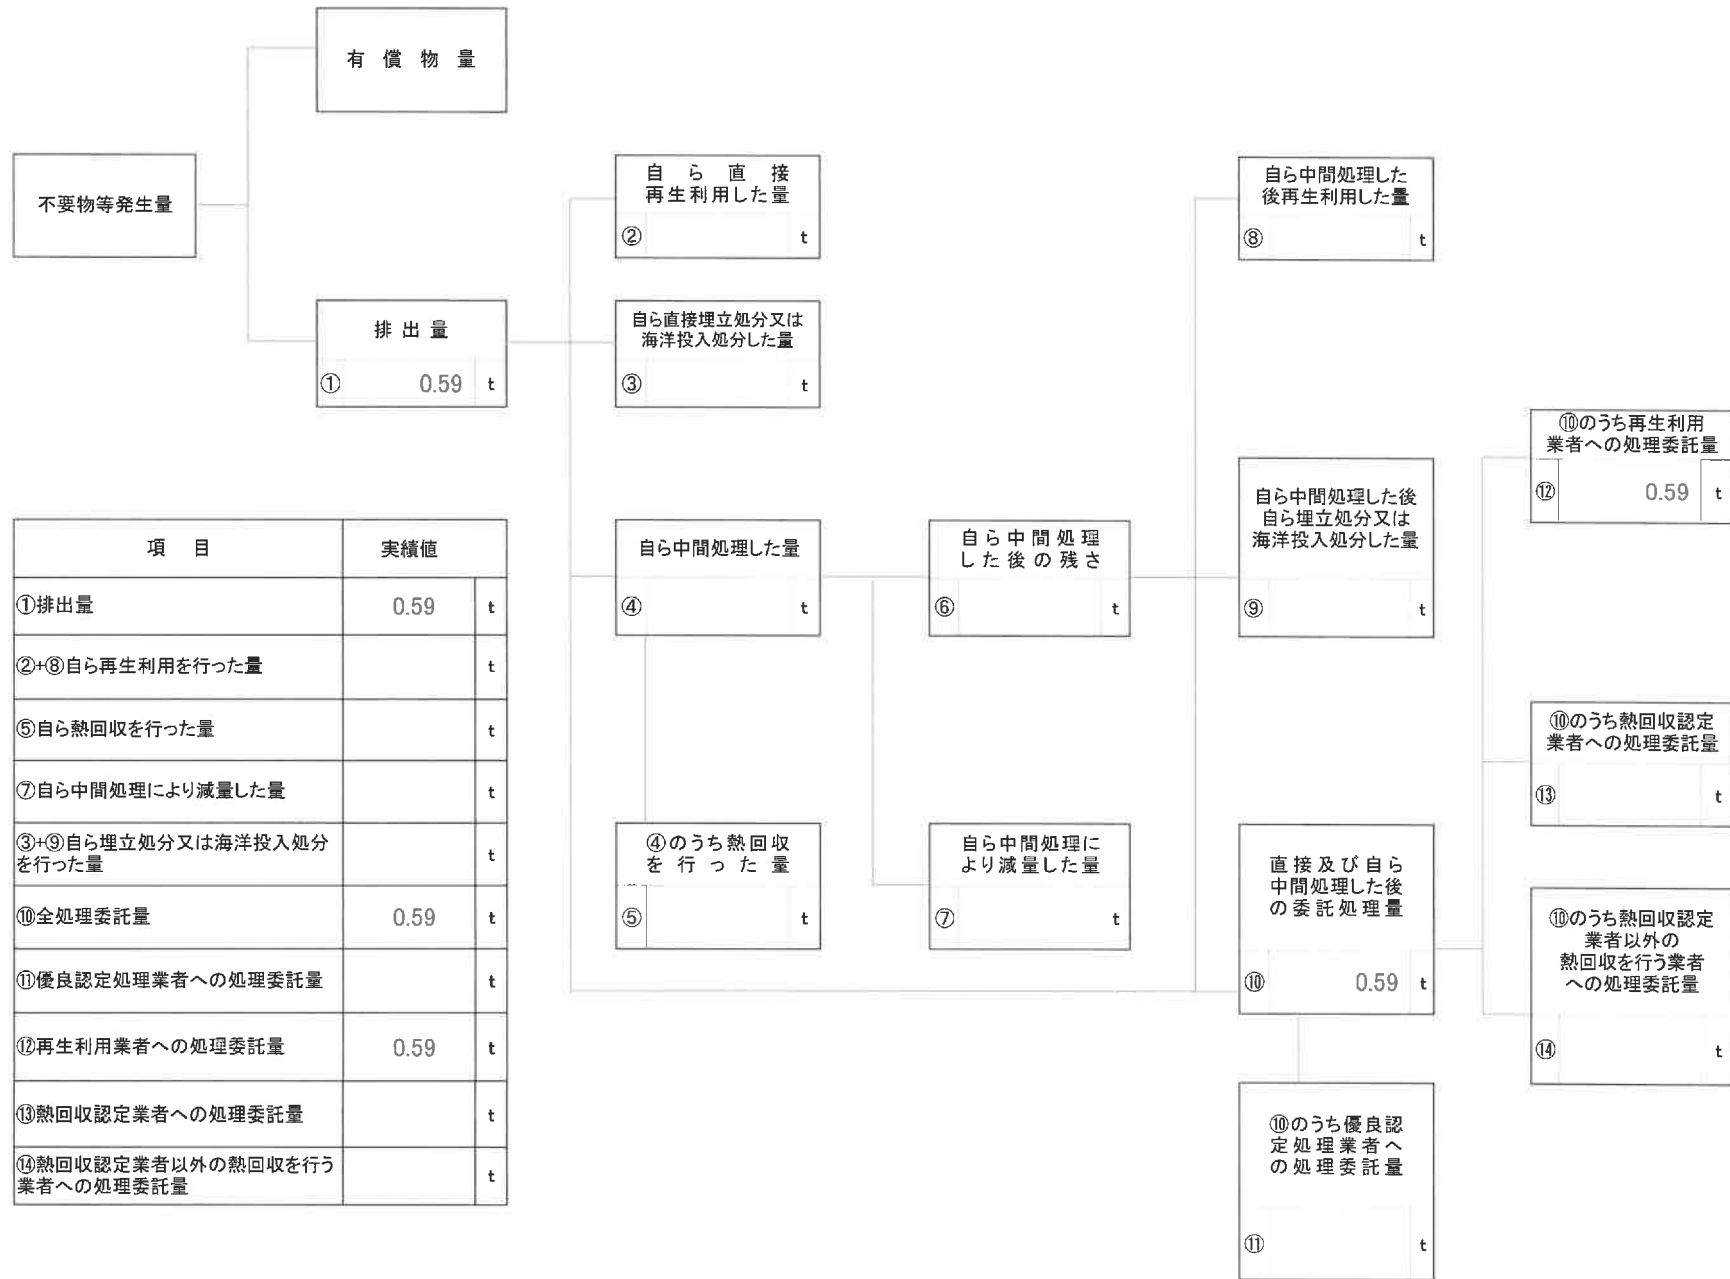 有償物量
不要物等発生量
排出量
① 0.59 t
自ら直接
再生利用した量
② t
自ら直接埋立処分又は
海洋投入処分した量
③ t
自ら中間処理した量
④ t
④のうち熱回収
を行った量
⑤ t
自ら中間処理
した後の残さ
⑥ t
自ら中間処理に
より減量した量
⑦ t
自ら中間処理した
後再生利用した量
⑧ t
自ら中間処理した後
自ら埋立処分又は
海洋投入処分した量
⑨ t
直接及び自ら
中間処理した後
の委託処理量
⑩ 0.59 t
⑩のうち優良認
定処理業者へ
の処理委託量
⑪ t
⑩のうち再生利用
業者への処理委託量
⑫ 0.59 t
⑩のうち熱回収認定
業者への処理委託量
⑬ t
⑩のうち熱回収認定
業者以外の
熱回収を行う業者
への処理委託量
⑭ t
項目 実績値
①排出量 0.59 t
②+⑧自ら再生利用を行った量 t
⑤自ら熱回収を行った量 t
⑦自ら中間処理により減量した量 t
③+⑨自ら埋立処分又は海洋投入処分
を行った量 t
⑩全処理委託量 0.59 t
⑪優良認定処理業者への処理委託量 t
⑫再生利用業者への処理委託量 0.59 t
⑬熱回収認定業者への処理委託量 t
⑭熱回収認定業者以外の熱回収を行う
業者への処理委託量 t